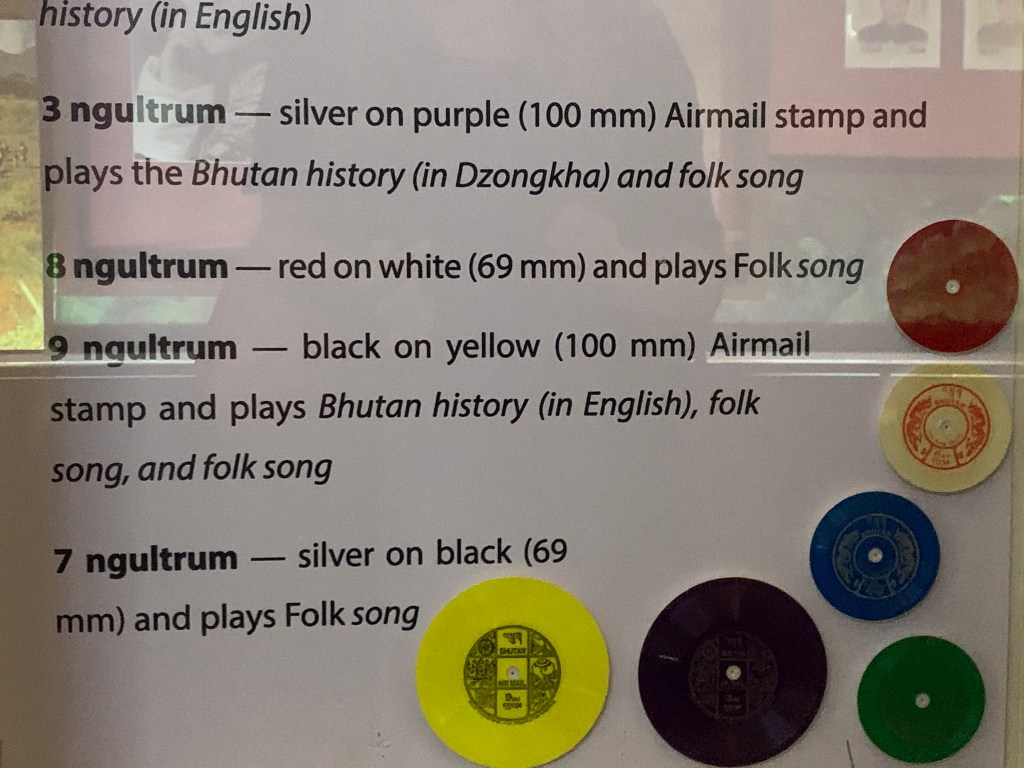 history (in English)
3 ngultrum — silver on purple (100 mm) Airmail stamp and
plays the Bhutan history (in Dzongkha) and folk song
8 ngultrum — red on white (69 mm) and plays Folk song
9 ngultrum — black on yellow (100 mm) Airmail
stamp and plays Bhutan history (in English), folk
song, and folk song
7 ngultrum — silver on black (69
mm) and plays Folk song
BHUTAN
BHUTAN
AIR MAIL